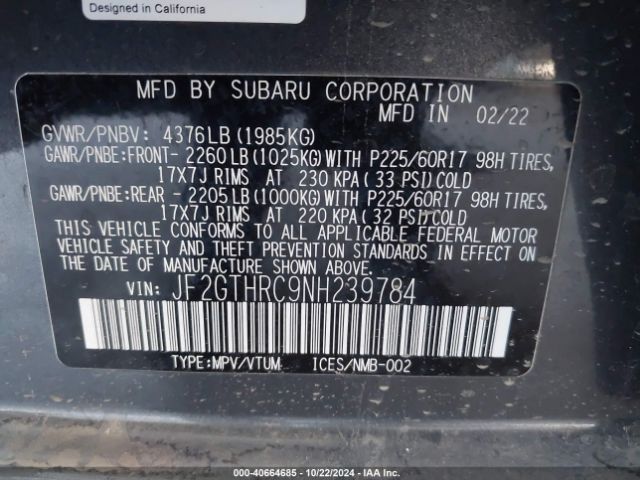 Designed in California
MFD BY SUBARU CORPORATION
MFD IN 02/22
GVWR/PNBV: 4376LB(1985KG)
GAWR/PNBE:FRONT- 2260LB(1025KG)WITH P225/60R17 98H TIRES,
17X7J RIMS AT 230 KPA( 33 PSI)COLD
GAWR/PNBE:REAR - 2205LB(1000KG)WITH P225/60R17 98H TIRES,
17X7J RIMS AT 220 KPA( 32 PSI)COLD
THIS VEHICLE CONFORMS TO ALL APPLICABLE FEDERAL MOTOR
VEHICLE SAFETY AND THEFT PREVENTION STANDARDS IN EFFECT ON
THE DATE OF MANUFACTURE SHOWN ABOVE.
VIN: JF2GTHRC9NH239784
TYPE:MPV/VTUM ICES/NMB-002
000-40664685 - 10/22/2024 - IAA Inc.